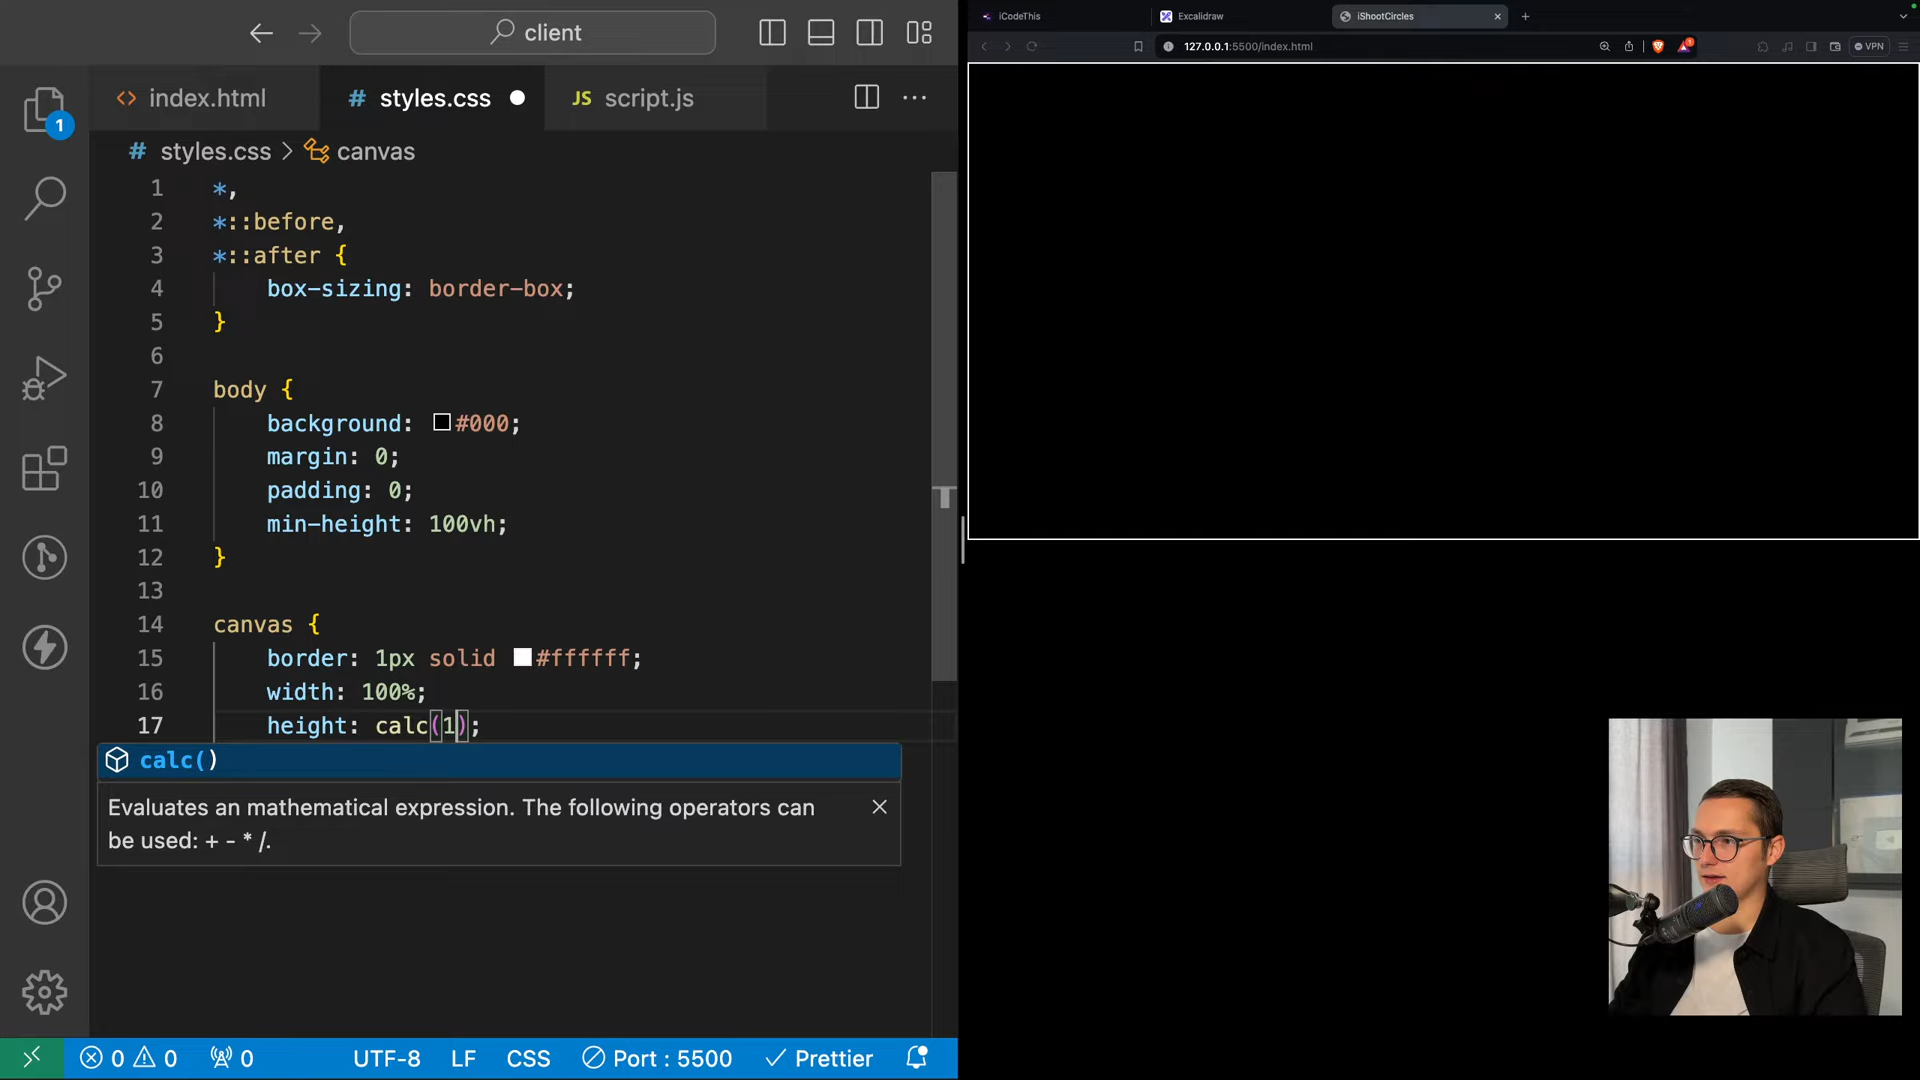 client
iCodeThis
Excalidraw
iShootCircles
127.0.0.1:5500/index.html
VPN
1
1
<> index.html
# styles.css
JS script.js
# styles.css > canvas
1 *,
2 *::before,
3 *::after {
4 box-sizing: border-box;
5 }
6
7 body {
8 background: #000;
9 margin: 0;
10 padding: 0;
11 min-height: 100vh;
12 }
13
14 canvas {
15 border: 1px solid #ffffff;
16 width: 100%;
17 height: calc(1);
calc()
Evaluates an mathematical expression. The following operators can
be used: + - * /.
0 0 0 UTF-8 LF CSS Port : 5500 Prettier